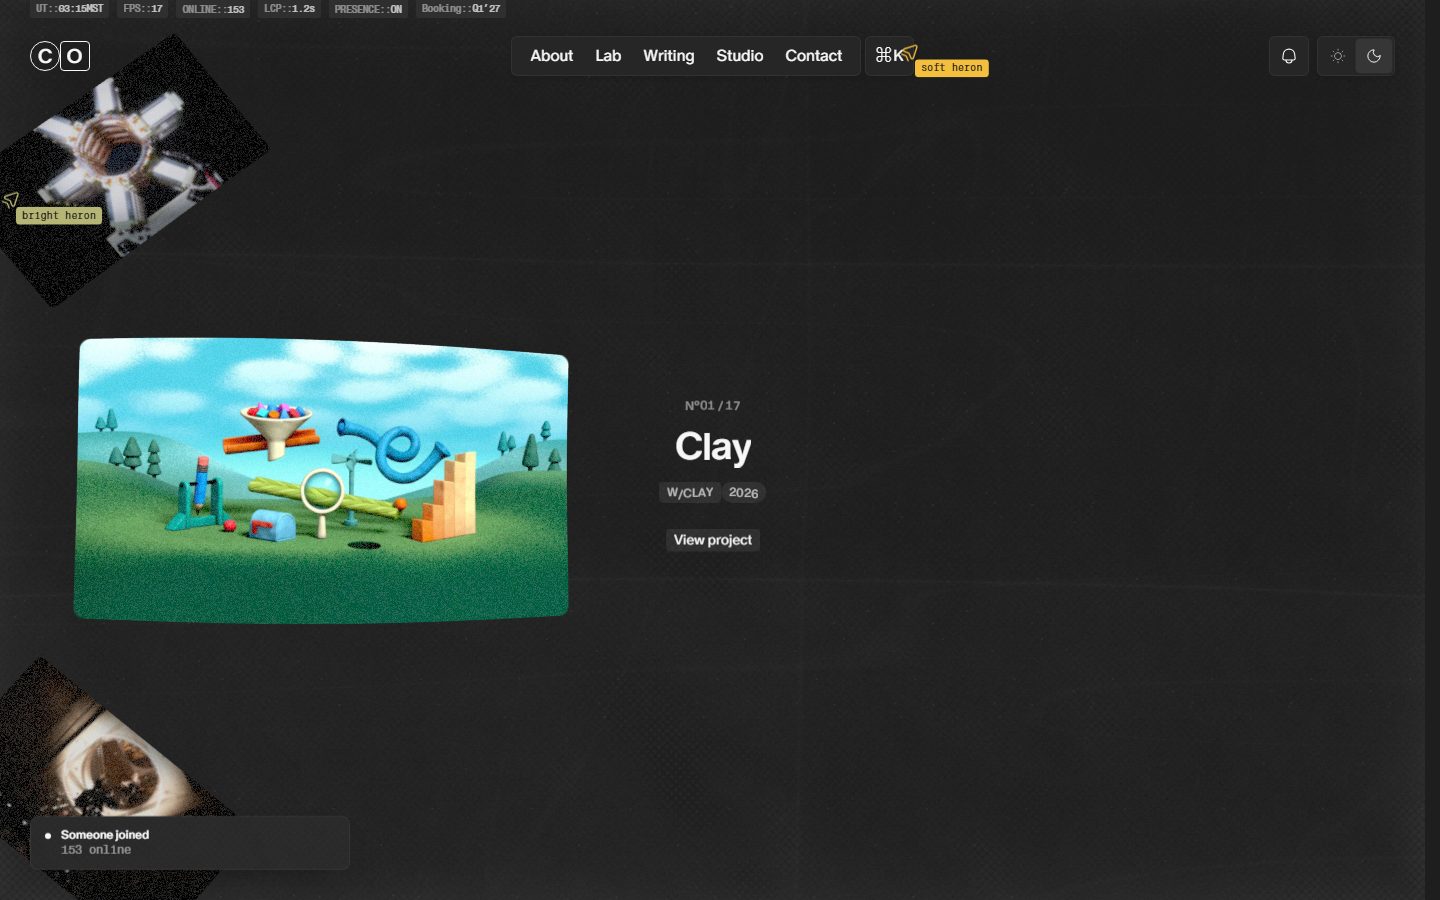 UT::03:15MST FPS::17 ONLINE::153 LCP::1.2s PRESENCE::ON Booking::Q1'27
CO
About Lab Writing Studio Contact ⌘K
soft heron
bright heron
Nº01 / 17
Clay
W/CLAY 2026
View project
Someone joined
153 online